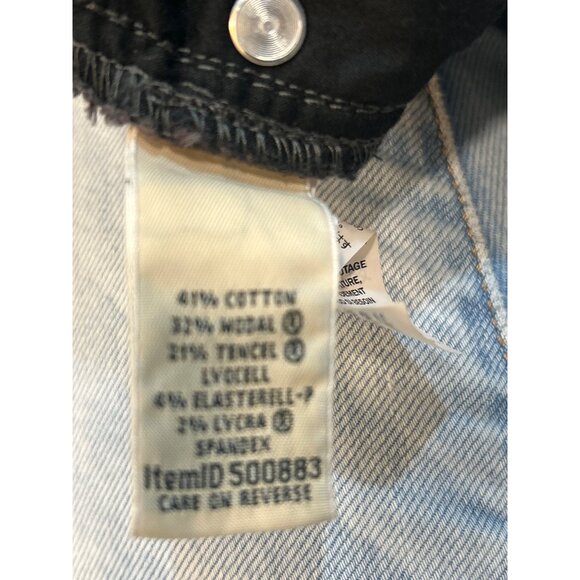 41% COTTON
32% MODAL ®
21% TENCEL ®
LYOCELL
4% ELASTERELL-P
2% LYCRA ®
SPANDEX
ItemID 500883
CARE ON REVERSE